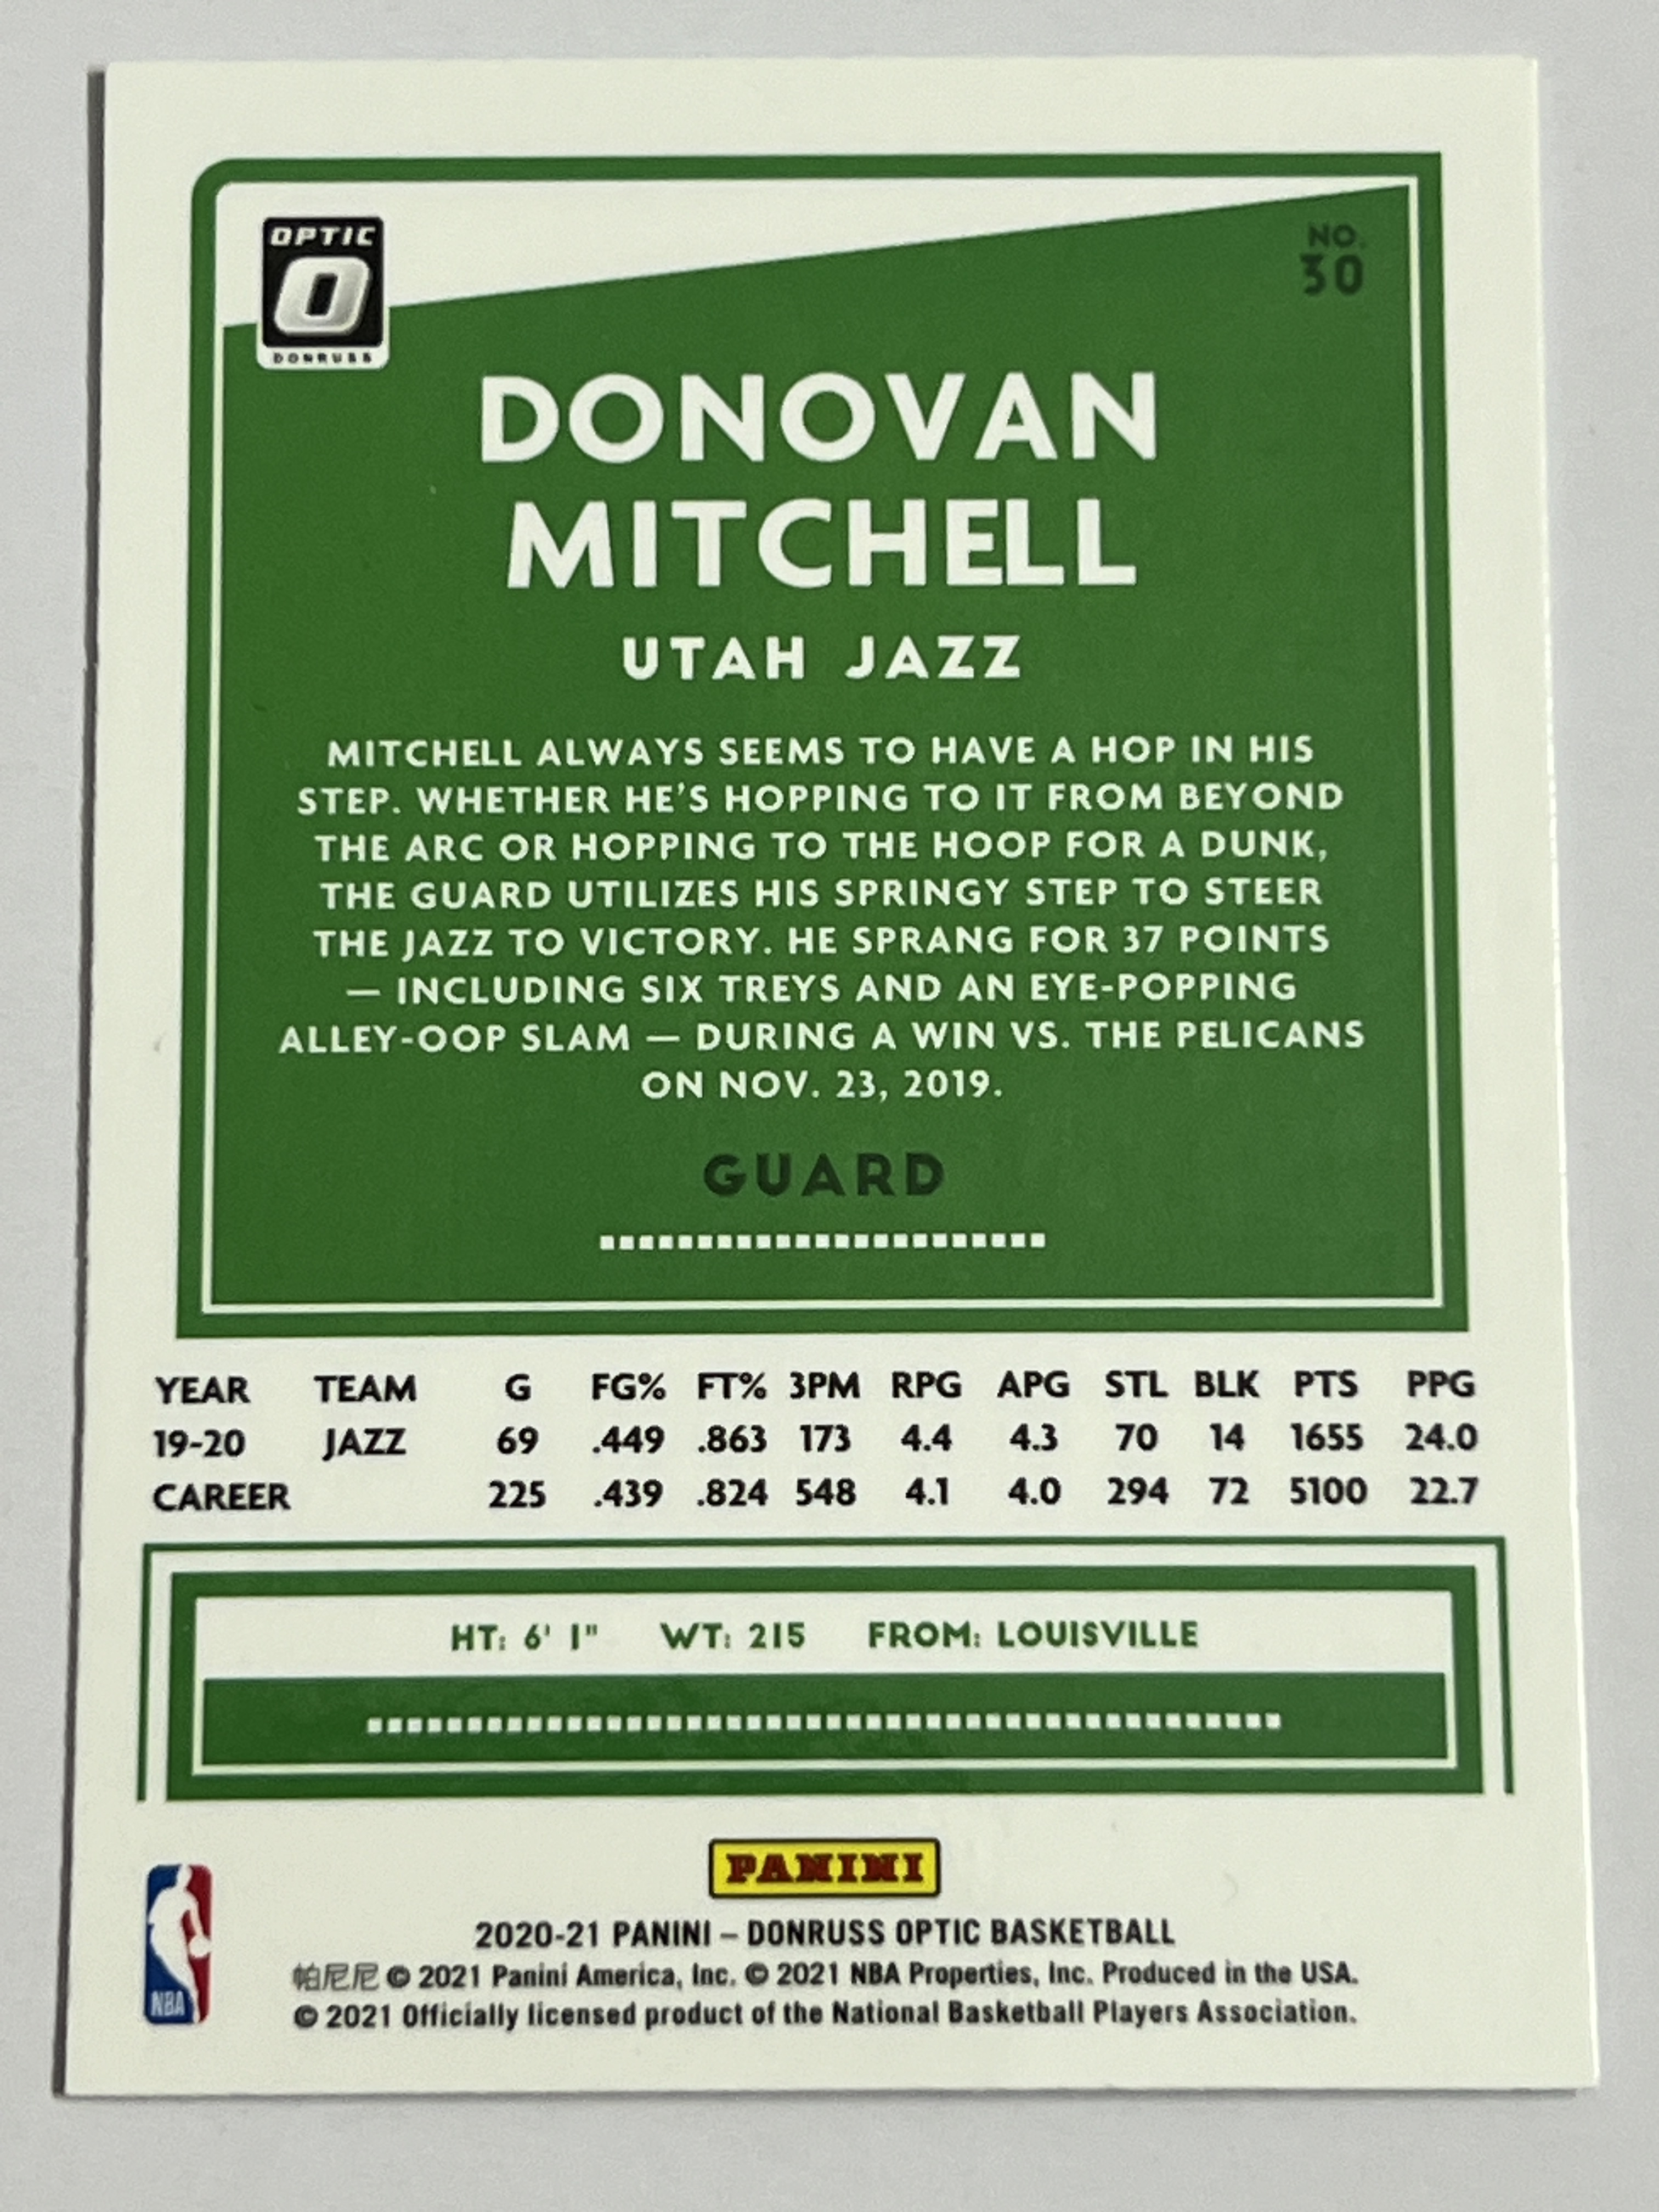 OPTIC
O
DONRUSS
NO.
30
DONOVAN
MITCHELL
UTAH JAZZ
MITCHELL ALWAYS SEEMS TO HAVE A HOP IN HIS
STEP. WHETHER HE'S HOPPING TO IT FROM BEYOND
THE ARC OR HOPPING TO THE HOOP FOR A DUNK,
THE GUARD UTILIZES HIS SPRINGY STEP TO STEER
THE JAZZ TO VICTORY. HE SPRANG FOR 37 POINTS
— INCLUDING SIX TREYS AND AN EYE-POPPING
ALLEY-OOP SLAM — DURING A WIN VS. THE PELICANS
ON NOV. 23, 2019.
GUARD
YEAR TEAM G FG% FT% 3PM RPG APG STL BLK PTS PPG
19-20 JAZZ 69 .449 .863 173 4.4 4.3 70 14 1655 24.0
CAREER 225 .439 .824 548 4.1 4.0 294 72 5100 22.7
HT: 6' 1" WT: 215 FROM: LOUISVILLE
PANINI
2020-21 PANINI – DONRUSS OPTIC BASKETBALL
帕尼尼 © 2021 Panini America, Inc. © 2021 NBA Properties, Inc. Produced in the USA.
© 2021 Officially licensed product of the National Basketball Players Association.
NBA